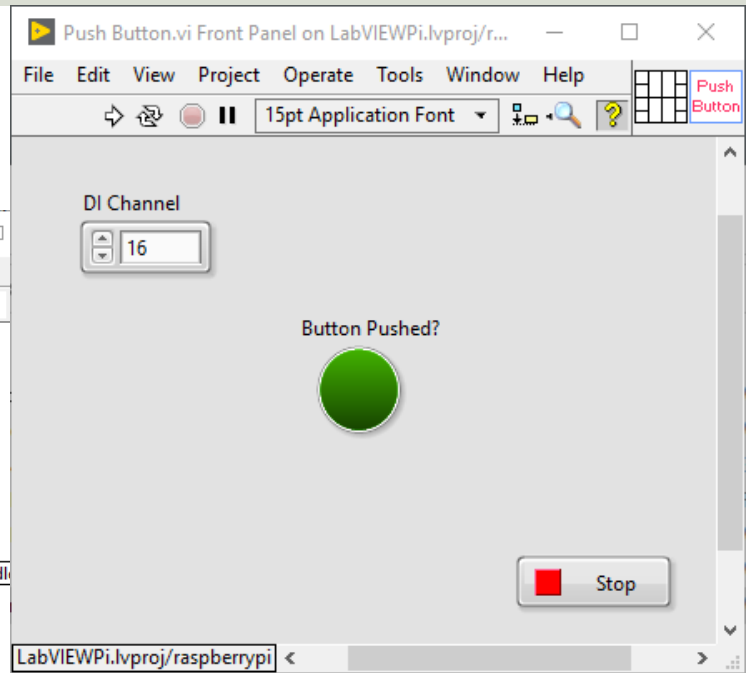 Push Button.vi Front Panel on LabVIEWPi.lvproj/r...
File Edit View Project Operate Tools Window Help
Push
Button
15pt Application Font
DI Channel
16
Button Pushed?
Stop
LabVIEWPi.lvproj/raspberrypi